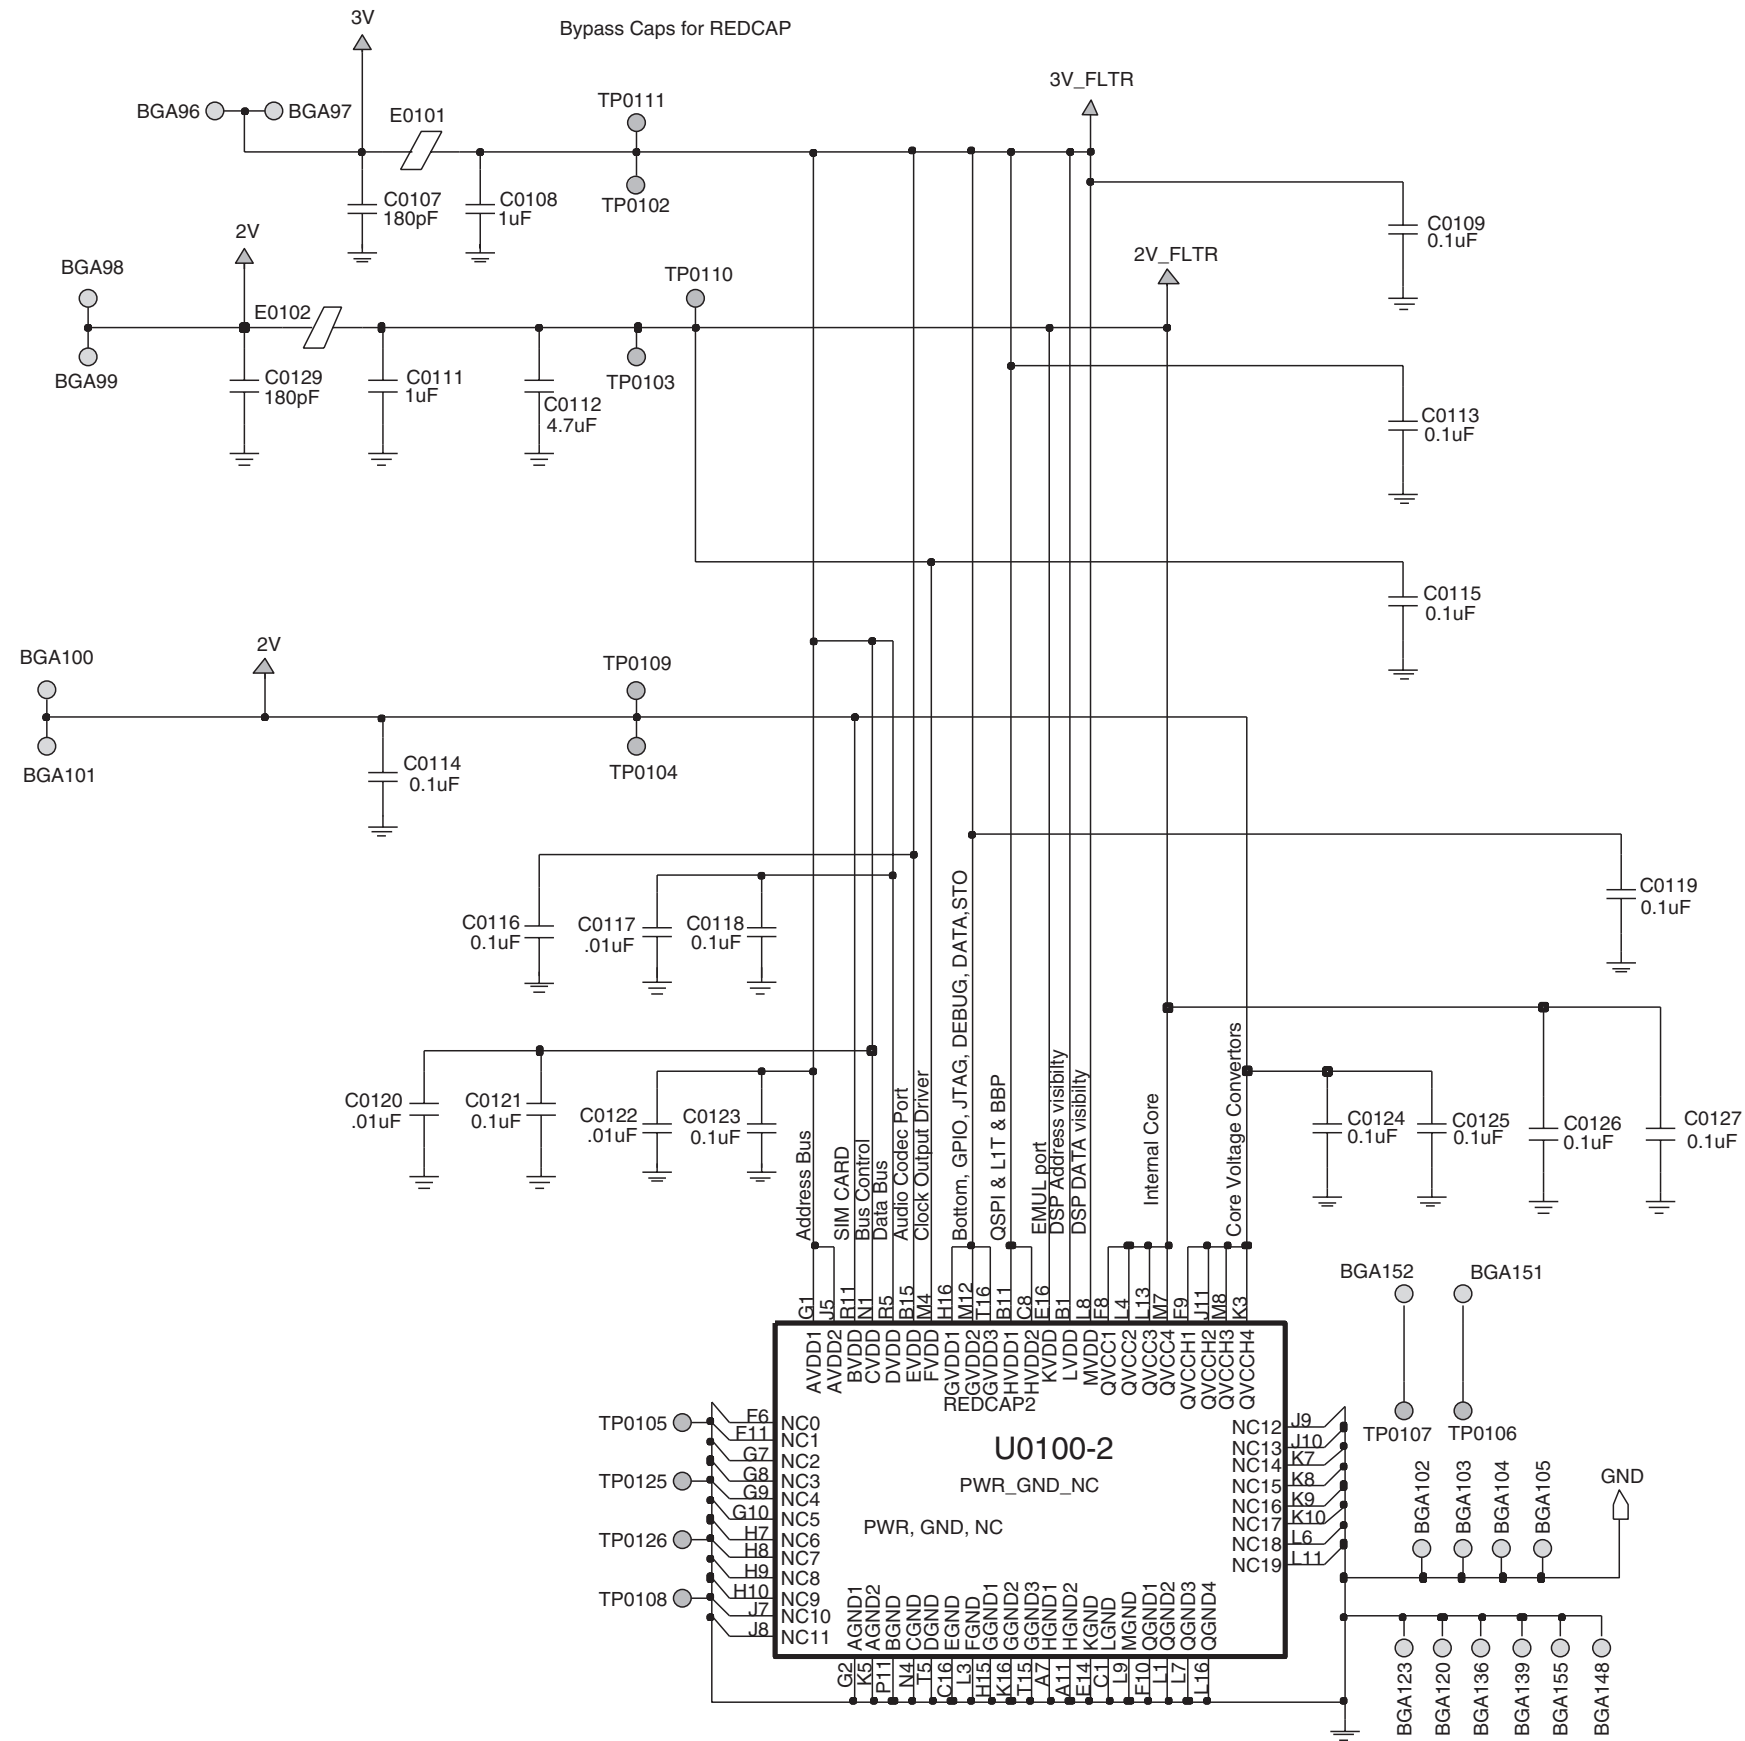 3V
Bypass Caps for REDCAP
3V_FLTR
BGA96
BGA97
E0101
TP0111
C0107
180pF
C0108
1uF
TP0102
C0109
0.1uF
2V
2V_FLTR
BGA98
E0102
TP0110
BGA99
C0129
180pF
C0111
1uF
C0112
4.7uF
TP0103
C0113
0.1uF
C0115
0.1uF
BGA100
2V
TP0109
BGA101
C0114
0.1uF
TP0104
C0116
0.1uF
C0117
.01uF
C0118
0.1uF
C0119
0.1uF
C0120
.01uF
C0121
0.1uF
C0122
.01uF
C0123
0.1uF
C0124
0.1uF
C0125
0.1uF
C0126
0.1uF
C0127
0.1uF
Address Bus
SIM CARD
Bus Control
Data Bus
Audio Codec Port
Clock Output Driver
Bottom, GPIO, JTAG, DEBUG, DATA,STO
QSPI & L1T & BBP
EMUL port
DSP Address visibilty
DSP DATA visibilty
Internal Core
Core Voltage Convertors
G1
J5
R11
N1
R5
B15
M4
H16
M12
T16
B11
C8
E16
B1
L8
F8
L4
L13
M7
F9
J11
M8
K3
AVDD1
AVDD2
BVDD
CVDD
DVDD
EVDD
FVDD
GVDD1
GVDD2
GVDD3
HVDD1
HVDD2
KVDD
LVDD
MVDD
QVCC1
QVCC2
QVCC3
QVCC4
QVCCH1
QVCCH2
QVCCH3
QVCCH4
REDCAP2
U0100-2
PWR_GND_NC
PWR, GND, NC
TP0105
TP0125
TP0126
TP0108
F6
F11
G7
G8
G9
G10
H7
H8
H9
H10
J7
J8
NC0
NC1
NC2
NC3
NC4
NC5
NC6
NC7
NC8
NC9
NC10
NC11
NC12
NC13
NC14
NC15
NC16
NC17
NC18
NC19
J9
J10
K7
K8
K9
K10
L6
L11
AGND1
AGND2
BGND
CGND
DGND
EGND
FGND
GGND1
GGND2
GGND3
HGND1
HGND2
KGND
LGND
MGND
QGND1
QGND2
QGND3
QGND4
G2
K5
P11
N4
T5
C16
L3
H15
K16
T15
A7
A11
E14
C1
L9
F10
L1
L7
L16
BGA152
BGA151
TP0107
TP0106
BGA102
BGA103
BGA104
BGA105
GND
BGA123
BGA120
BGA136
BGA139
BGA155
BGA148